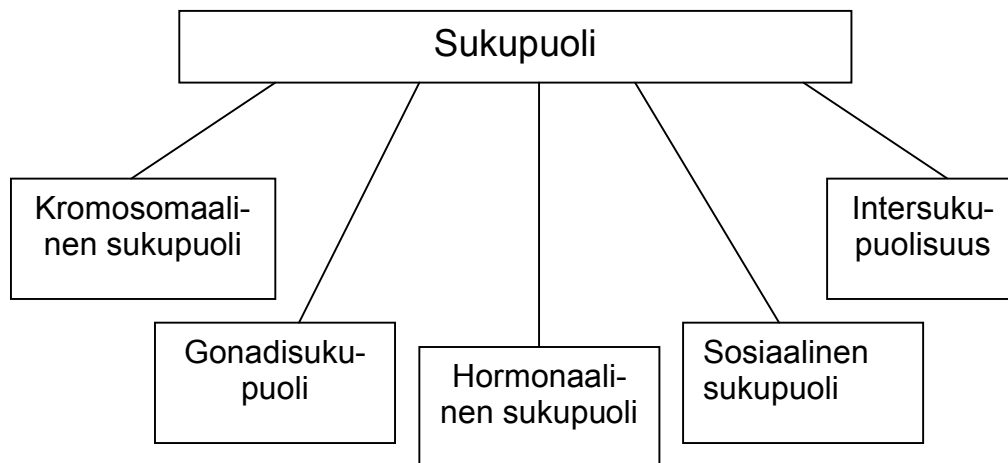 Sukupuoli
Kromosomaali-
nen sukupuoli
Gonadisuku-
puoli
Hormonaali-
nen sukupuoli
Sosiaalinen
sukupuoli
Intersuku-
puolisuus